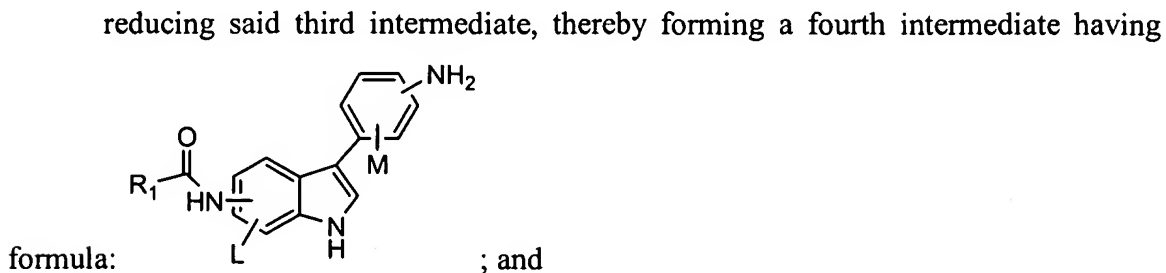 reducing said third intermediate, thereby forming a fourth intermediate having
NH2
O
R1
HN
M
N
H
L
formula: ; and